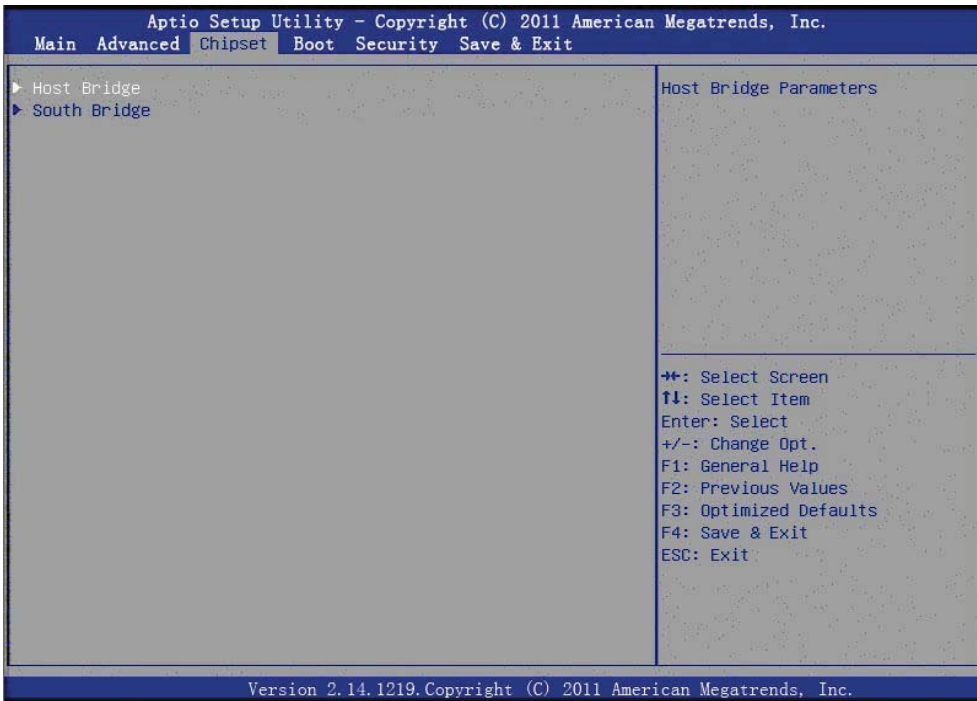 Aptio Setup Utility - Copyright (C) 2011 American Megatrends, Inc.
Main Advanced Chipset Boot Security Save & Exit
▶ Host Bridge
▶ South Bridge
Host Bridge Parameters
→←: Select Screen
↑↓: Select Item
Enter: Select
+/-: Change Opt.
F1: General Help
F2: Previous Values
F3: Optimized Defaults
F4: Save & Exit
ESC: Exit
Version 2.14.1219.Copyright (C) 2011 American Megatrends, Inc.